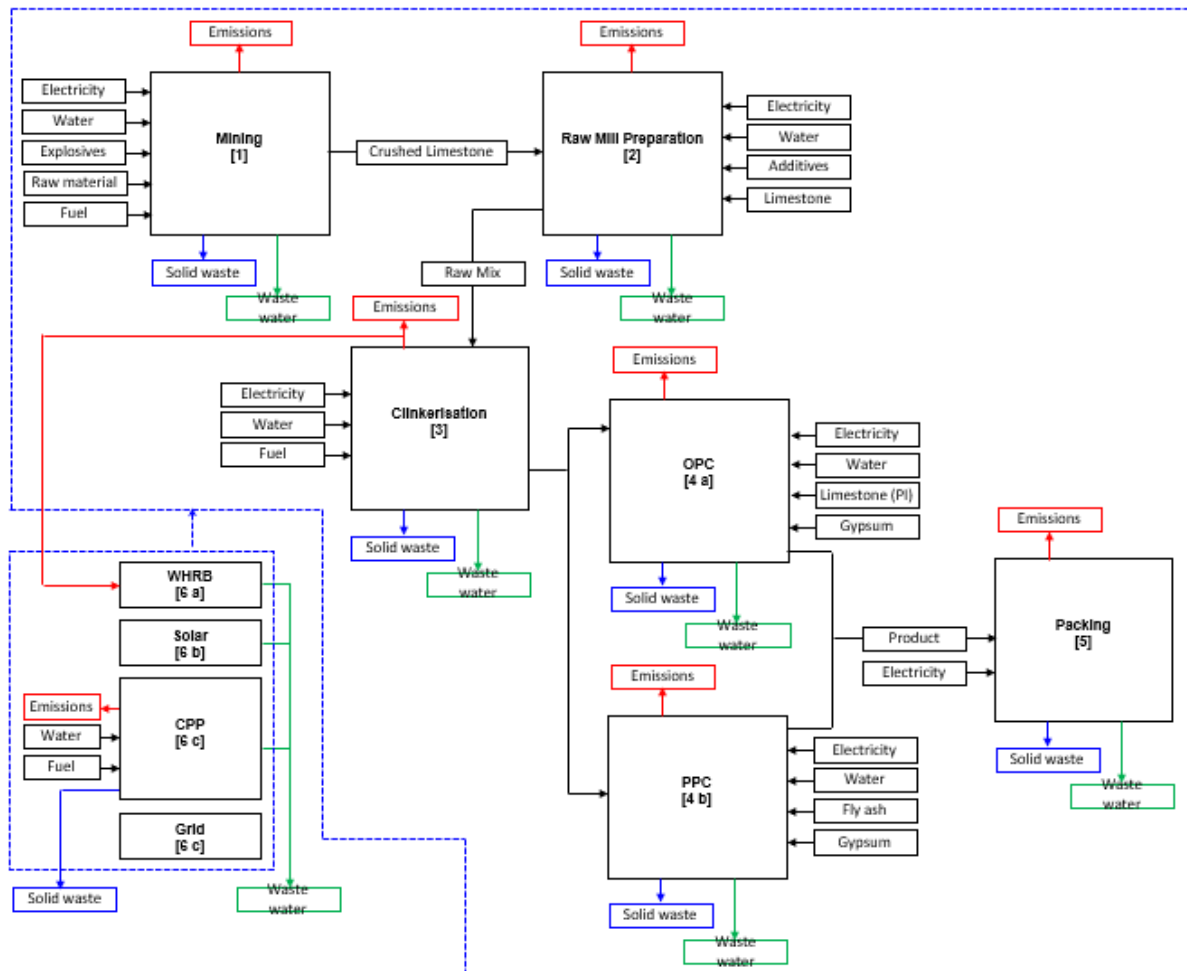 Emissions
Emissions
Electricity
Water
Explosives
Raw material
Fuel
Mining
[1]
Crushed Limestone
Raw Mill Preparation
[2]
Electricity
Water
Additives
Limestone
Solid waste
Waste
water
Raw Mix
Solid waste
Waste
water
Emissions
Electricity
Water
Fuel
Clinkerisation
[3]
Solid waste
Waste
water
Emissions
OPC
[4 a]
Electricity
Water
Limestone (PI)
Gypsum
Solid waste
Waste
water
Emissions
PPC
[4 b]
Electricity
Water
Fly ash
Gypsum
Solid waste
Waste
water
Product
Electricity
Emissions
Packing
[5]
Solid waste
Waste
water
WHRB
[6 a]
Solar
[6 b]
Emissions
Water
Fuel
CPP
[6 c]
Grid
[6 c]
Solid waste
Waste
water